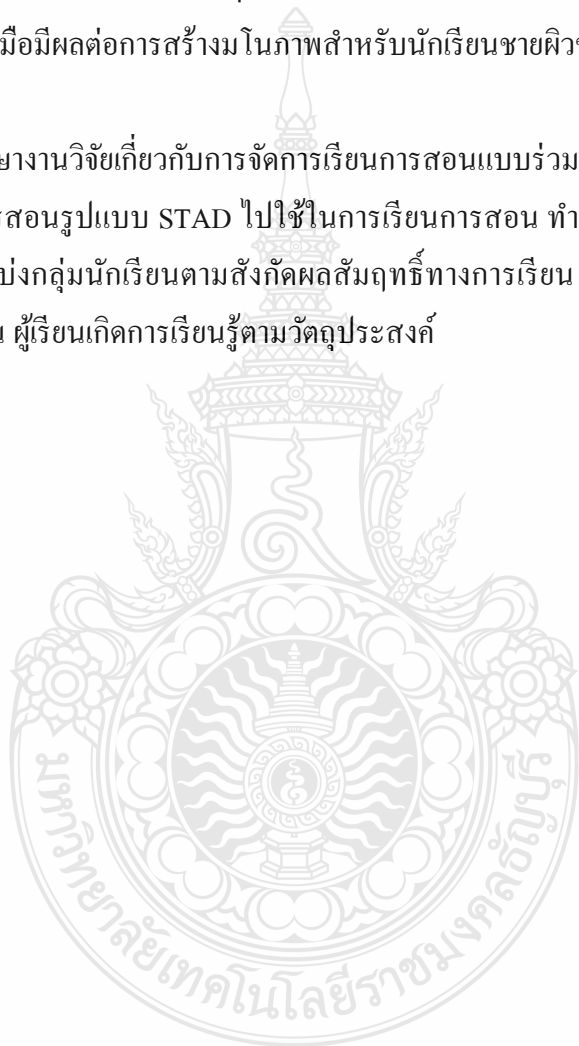 มือมีผลต่อการสร้างมโนภาพสำหรับนักเรียนชายผิว
ษางานวิจัยเกี่ยวกับการจัดการเรียนการสอนแบบร่วม
รสอนรูปแบบ STAD ไปใช้ในการเรียนการสอน ทำ
บ่งกลุ่มนักเรียนตามสังกัดผลสัมฤทธิ์ทางการเรียน
น ผู้เรียนเกิดการเรียนรู้ตามวัตถุประสงค์
มหาวิทยาลัยเทคโนโลยีราชมงคลธัญบุรี